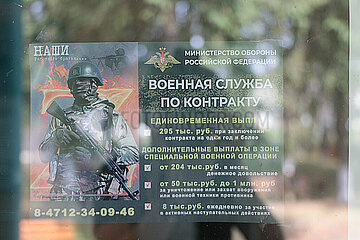 НАШИ
МИНИСТЕРСТВО ОБОРОНЫ
РОССИЙСКОЙ ФЕДЕРАЦИИ
ВОЕННАЯ СЛУЖБА
ПО КОНТРАКТУ
ЕДИНОВРЕМЕННАЯ ВЫПЛ
295 тыс. руб. при заключении
контракта на один год и более
ДОПОЛНИТЕЛЬНЫЕ ВЫПЛАТЫ В ЗОНЕ
СПЕЦИАЛЬНОЙ ВОЕННОЙ ОПЕРАЦИИ
от 204 тыс.руб. в месяц
денежное довольствие
от 50 тыс.руб. до 1 млн. руб
за уничтожение или захват вооружения
или военной техники противника
8 тыс.руб. ежедневно за участие
в активных наступательных действиях
8-4712-34-09-46